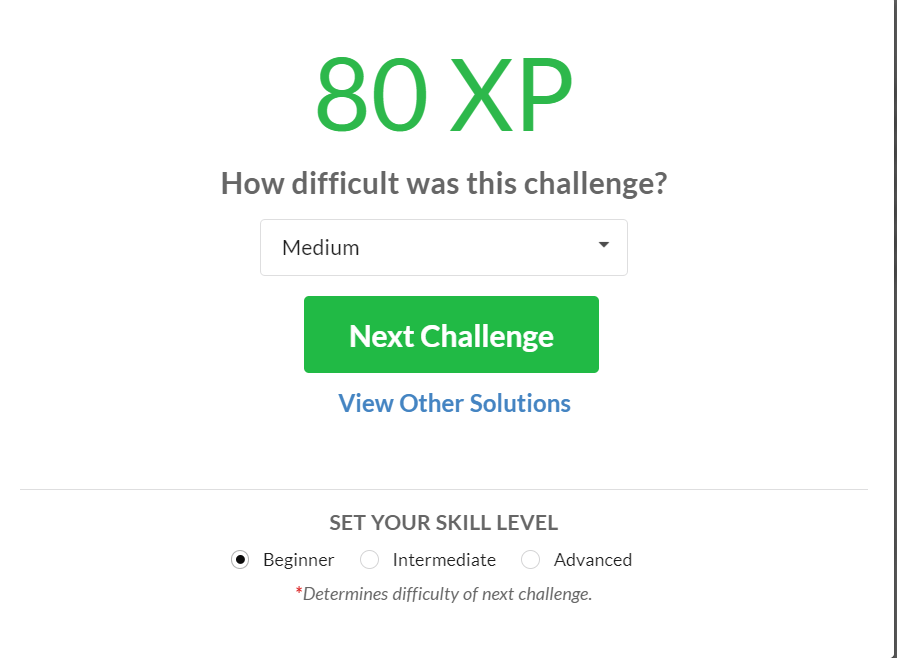 80 XP
How difficult was this challenge?
Medium
Next Challenge
View Other Solutions
SET YOUR SKILL LEVEL
Beginner Intermediate Advanced
*Determines difficulty of next challenge.